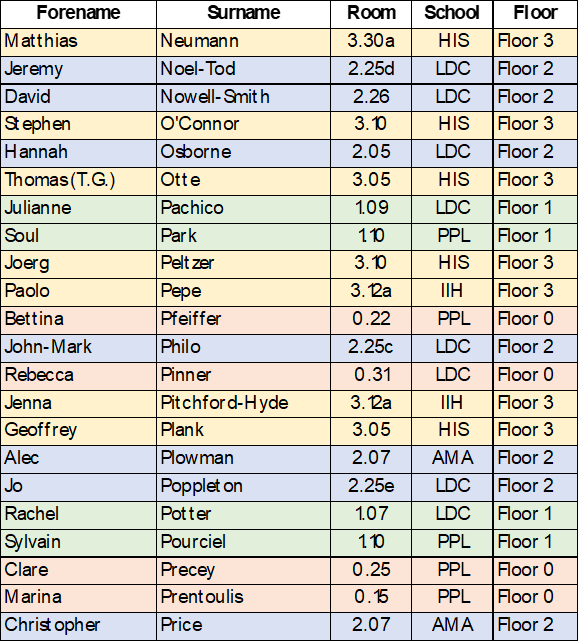 Forename Surname Room School Floor
Matthias Neumann 3.30a HIS Floor 3
Jeremy Noel-Tod 2.25d LDC Floor 2
David Nowell-Smith 2.26 LDC Floor 2
Stephen O'Connor 3.10 HIS Floor 3
Hannah Osborne 2.05 LDC Floor 2
Thomas (T.G.) Otte 3.05 HIS Floor 3
Julianne Pachico 1.09 LDC Floor 1
Soul Park 1.10 PPL Floor 1
Joerg Peltzer 3.10 HIS Floor 3
Paolo Pepe 3.12a IIH Floor 3
Bettina Pfeiffer 0.22 PPL Floor 0
John-Mark Philo 2.25c LDC Floor 2
Rebecca Pinner 0.31 LDC Floor 0
Jenna Pitchford-Hyde 3.12a IIH Floor 3
Geoffrey Plank 3.05 HIS Floor 3
Alec Plowman 2.07 AMA Floor 2
Jo Poppleton 2.25e LDC Floor 2
Rachel Potter 1.07 LDC Floor 1
Sylvain Pourciel 1.10 PPL Floor 1
Clare Precey 0.25 PPL Floor 0
Marina Prentoulis 0.15 PPL Floor 0
Christopher Price 2.07 AMA Floor 2